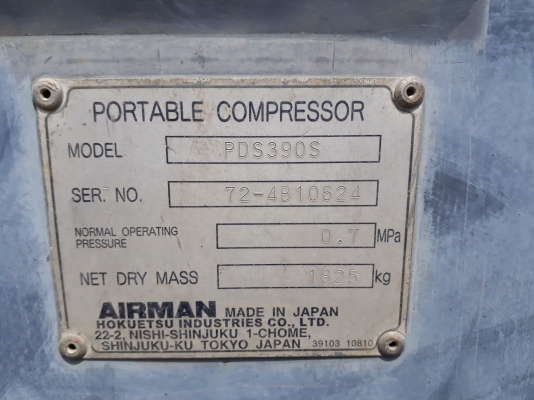 PORTABLE COMPRESSOR
MODEL PDS390S
SER. NO. 72-4B10624
NORMAL OPERATING PRESSURE 0.7 MPa
NET DRY MASS 1825 kg
AIRMAN MADE IN JAPAN
HOKUETSU INDUSTRIES CO., LTD.
22-2, NISHI-SHINJUKU 1-CHOME,
SHINJUKU-KU TOKYO JAPAN 39103 10810